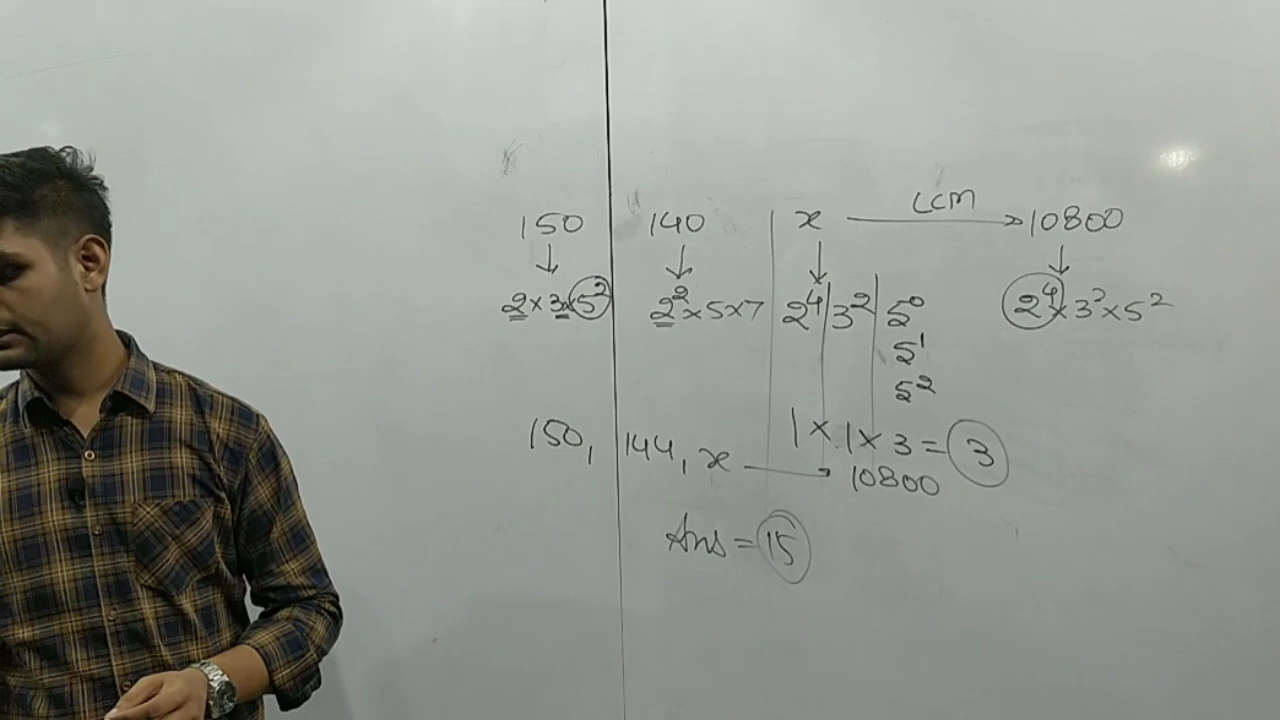 150 140 x LCM 10800
↓ ↓ ↓ ↓
2×3×5² 2²×5×7 2⁴ 3² 5⁰ 2⁴×3³×5²
5¹
5²
1×1×3=3
150, 144, x → 10800
Ans = 15